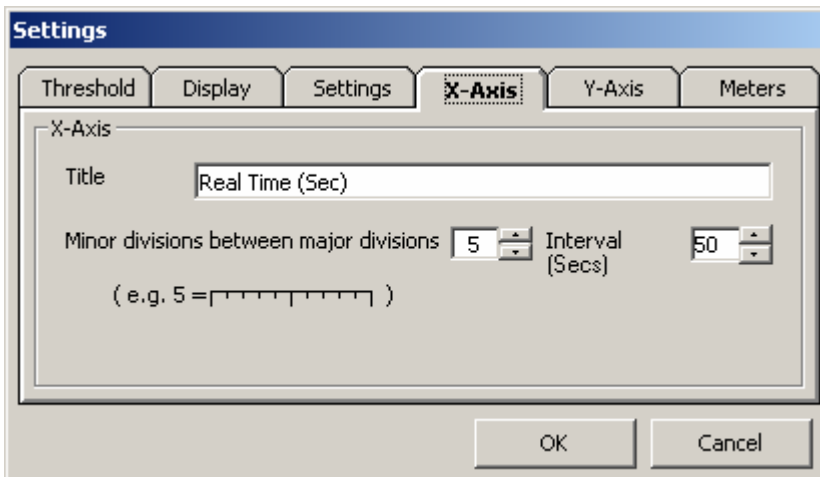 Settings
Threshold Display Settings X-Axis Y-Axis Meters
X-Axis
Title Real Time (Sec)
Minor divisions between major divisions 5 Interval (Secs) 50
( e.g. 5 = )
OK Cancel